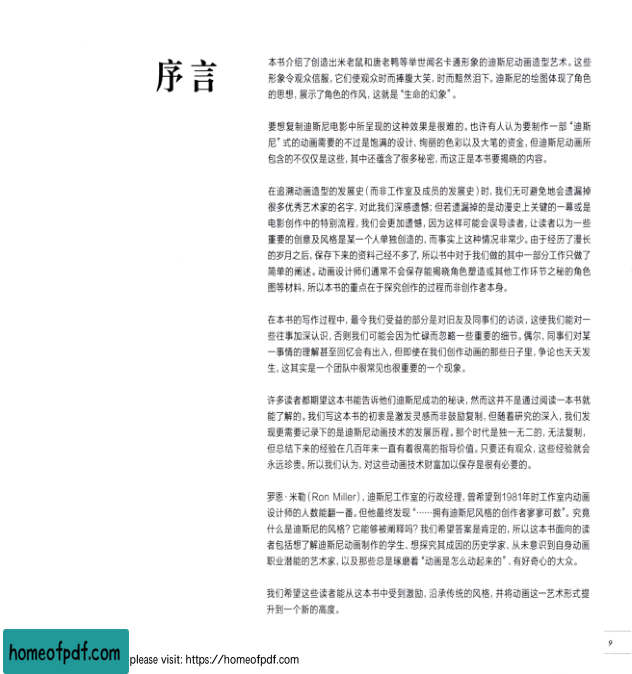 序言
本书介绍了创造出米老鼠和唐老鸭等举世闻名卡通形象的迪斯尼动画造型艺术。这些
形象令观众信服，它们使观众时而捧腹大笑，时而黯然泪下。迪斯尼的绘图体现了角色
的思想，展示了角色的作风，这就是“生命的幻象”。
要想复制迪斯尼电影中所呈现的这种效果是很难的。也许有人认为要制作一部“迪斯
尼”式的动画需要的不过是饱满的设计、绚丽的色彩以及大笔的资金，但迪斯尼动画所
包含的不仅仅是这些，其中还蕴含了很多秘密，而这正是本书要揭晓的内容。
在追溯动画造型的发展史（而非工作室及成员的发展史）时，我们无可避免地会遗漏掉
很多优秀艺术家的名字，对此我们深感遗憾；但若遗漏掉的是动漫史上关键的一幕或是
电影创作中的特别流程，我们会更加遗憾，因为这样可能会误导读者，让读者以为一些
重要的创意及风格是某一个人单独创造的，而事实上这种情况非常少。由于经历了漫长
的岁月之后，保存下来的资料己经不多了，所以书中对于我们做的其中一部分工作只做了
简单的阐述。动画设计师们通常不会保存能揭晓角色塑造或其他工作环节之秘的角色
图等材料，所以本书的重点在于探究创作的过程而非创作者本身。
在本书的写作过程中，最令我们受益的部分是对旧友及同事们的访谈，这使我们能对一
些往事加深认识，否则我们可能会因为忙碌而忽略一些重要的细节。偶尔，同事们对某
一事情的理解甚至回忆会有出入，但即使在我们创作动画的那些日子里，争论也天天发
生，这其实是一个团队中很常见也很重要的一个现象。
许多读者都期望这本书能告诉他们迪斯尼成功的秘诀，然而这并不是通过阅读一本书就
能了解的。我们写这本书的初衷是激发灵感而非鼓励复制，但随着研究的深入，我们发
现更需要记录下的是迪斯尼动画技术的发展历程。那个时代是独一无二的，无法复制，
但总结下来的经验在几百年来一直有着很高的指导价值。只要还有观众，这些经验就会
永远珍贵。所以我们认为，对这些动画技术财富加以保存是很有必要的。
罗恩·米勒（Ron Miller），迪斯尼工作室的行政经理，曾希望到1981年时工作室内动画
设计师的人数能翻一番。但他最终发现“……拥有迪斯尼风格的创作者寥寥可数”。究竟
什么是迪斯尼的风格？它能够被阐释吗？我们希望答案是肯定的，所以这本书面向的读
者包括想了解迪斯尼动画制作的学生、想探究其成因的历史学家、从未意识到自身动画
职业潜能的艺术家，以及那些总是琢磨着“动画是怎么动起来的”、有好奇心的大众。
我们希望这些读者能从这本书中受到激励，沿承传统的风格，并将动画这一艺术形式提
升到一个新的高度。
9
homeofpdf.com
please visit: https://homeofpdf.com